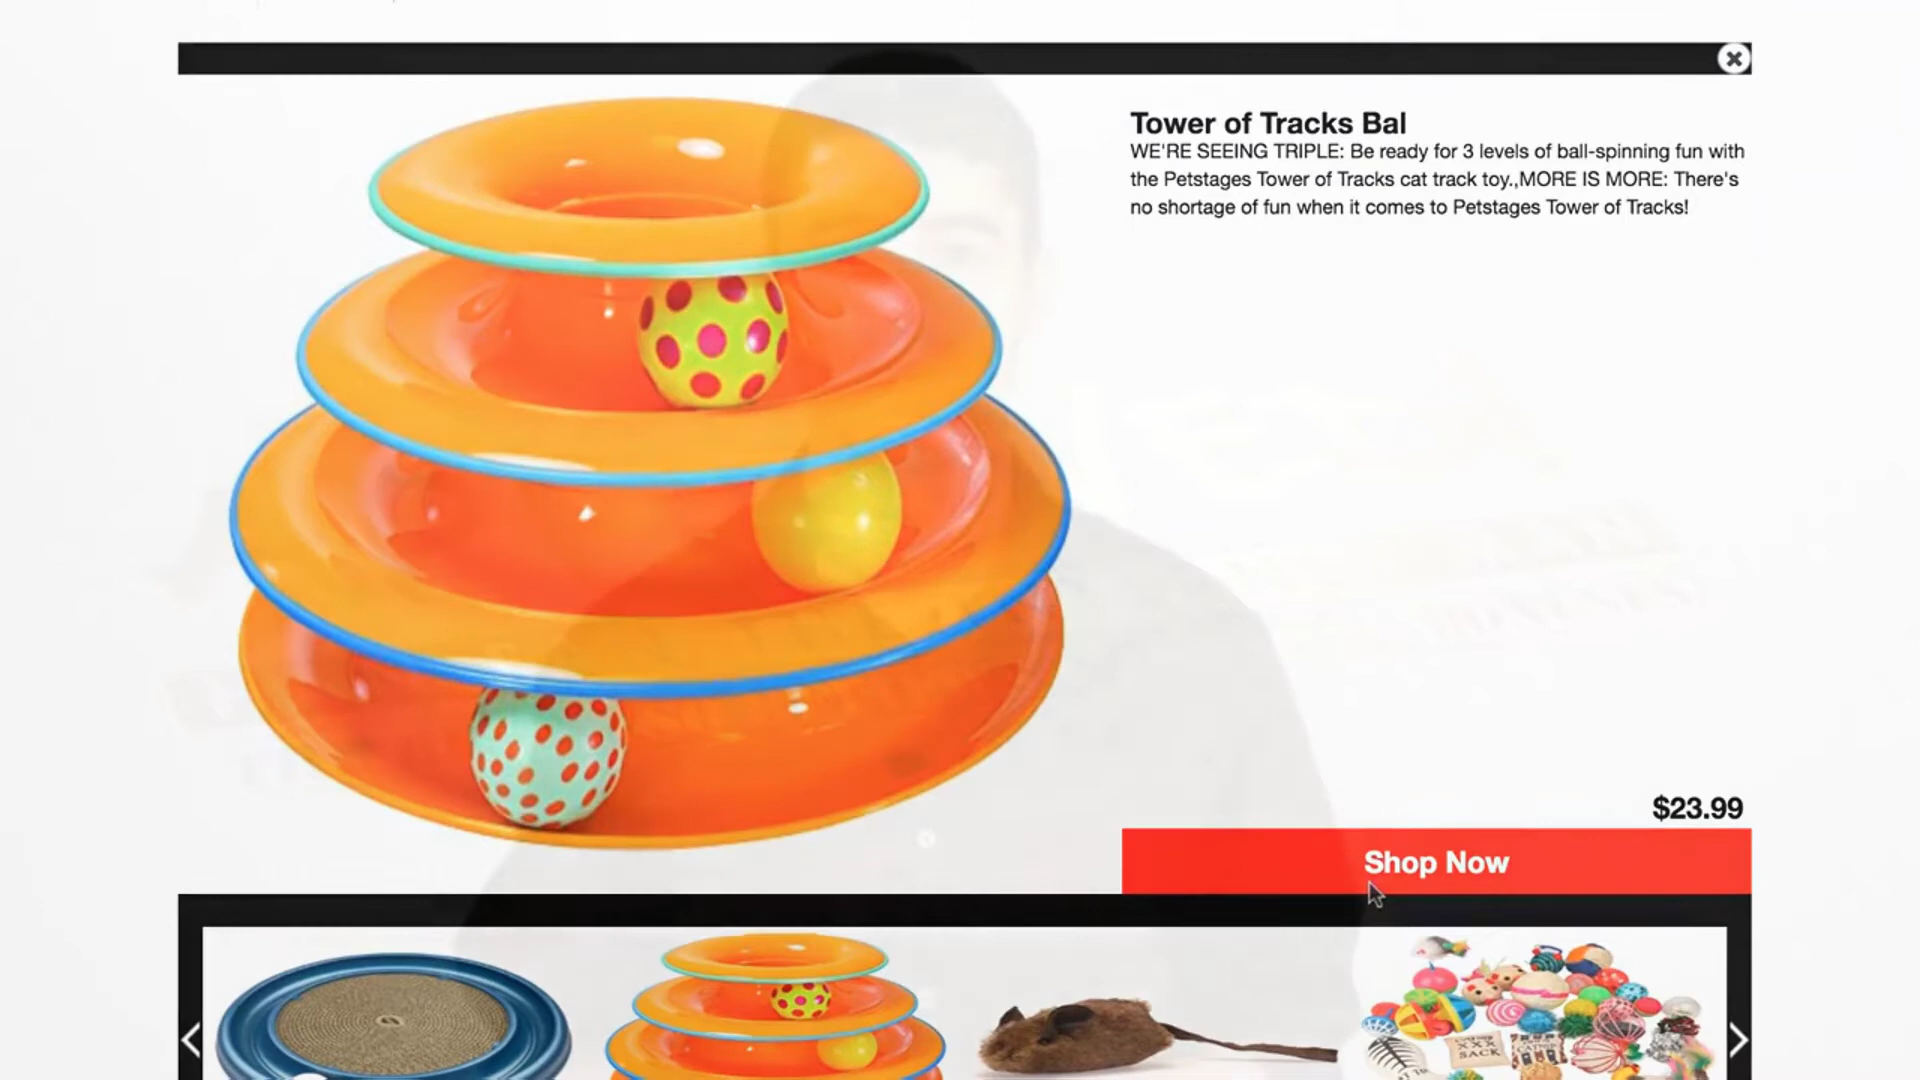 Tower of Tracks Bal
WE'RE SEEING TRIPLE: Be ready for 3 levels of ball-spinning fun with
the Petstages Tower of Tracks cat track toy.,MORE IS MORE: There's
no shortage of fun when it comes to Petstages Tower of Tracks!
$23.99
Shop Now
XXX
SACK